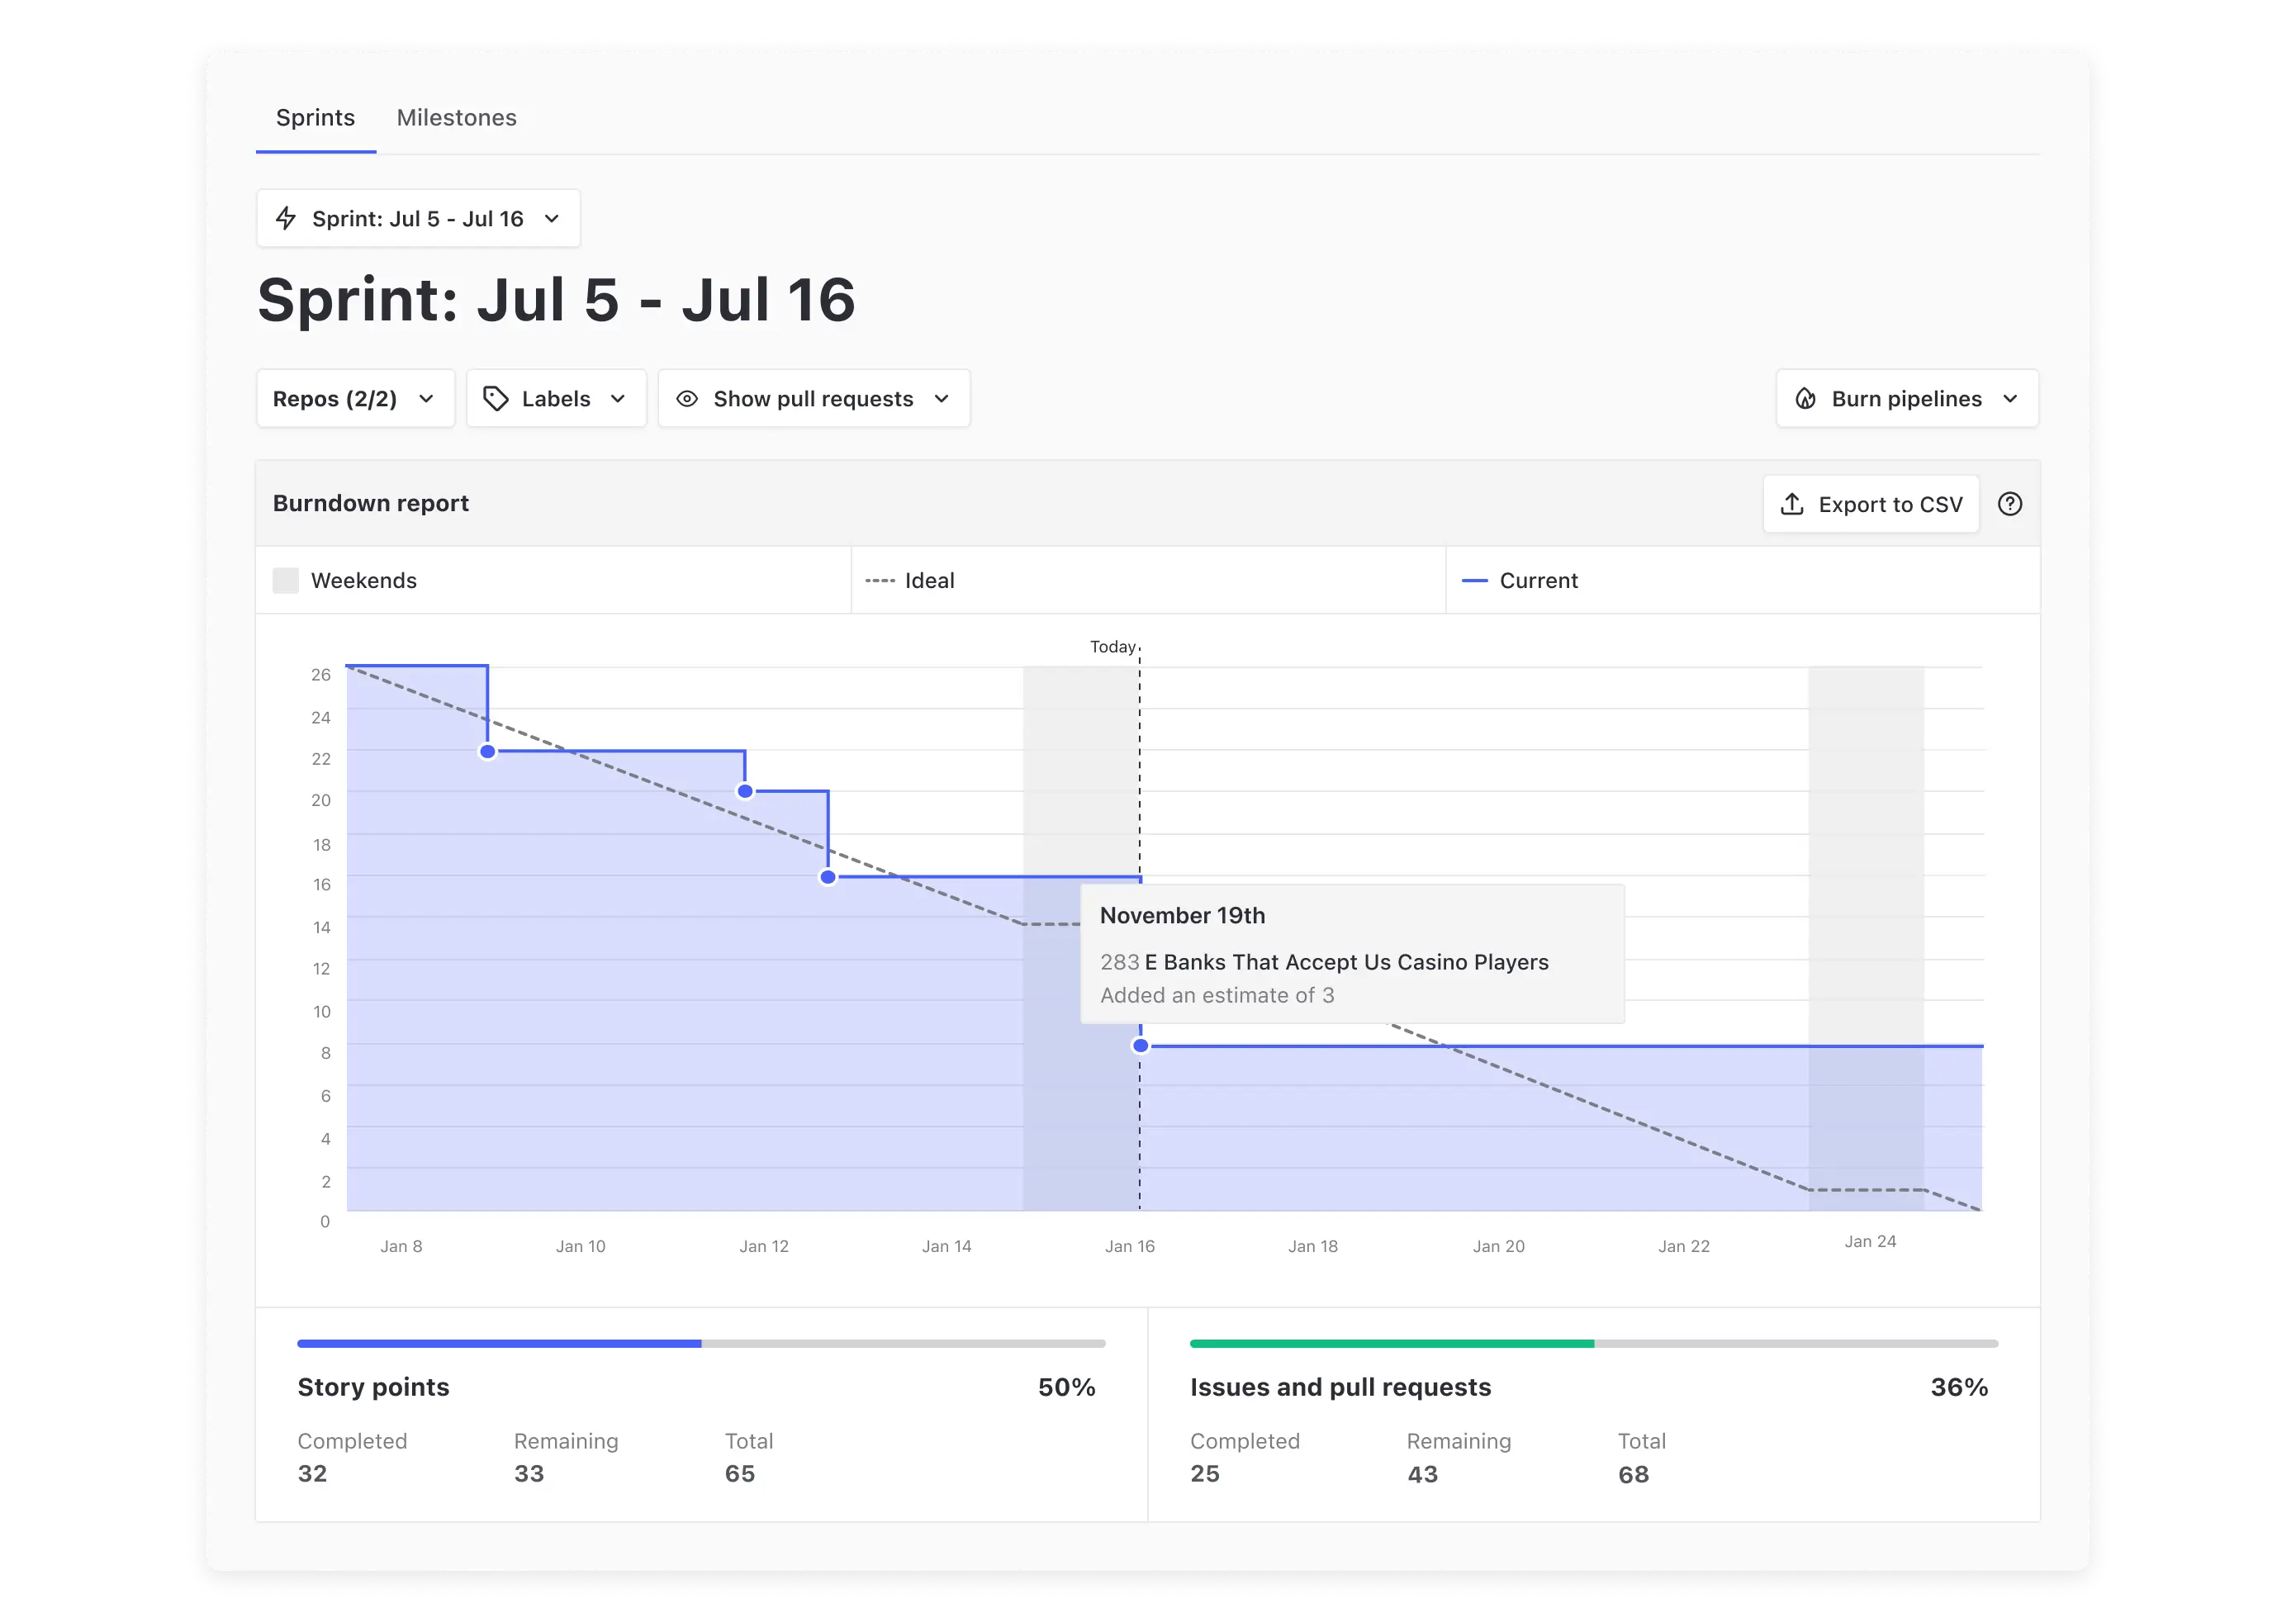 Sprints Milestones
Sprint: Jul 5 - Jul 16
Sprint: Jul 5 - Jul 16
Repos (2/2) Labels Show pull requests Burn pipelines
Burndown report Export to CSV
Weekends Ideal Current
Today
26
24
22
20
18
16
14
12
10
8
6
4
2
0
November 19th
283 E Banks That Accept Us Casino Players
Added an estimate of 3
Jan 8 Jan 10 Jan 12 Jan 14 Jan 16 Jan 18 Jan 20 Jan 22 Jan 24
Story points 50%
Completed Remaining Total
32 33 65
Issues and pull requests 36%
Completed Remaining Total
25 43 68